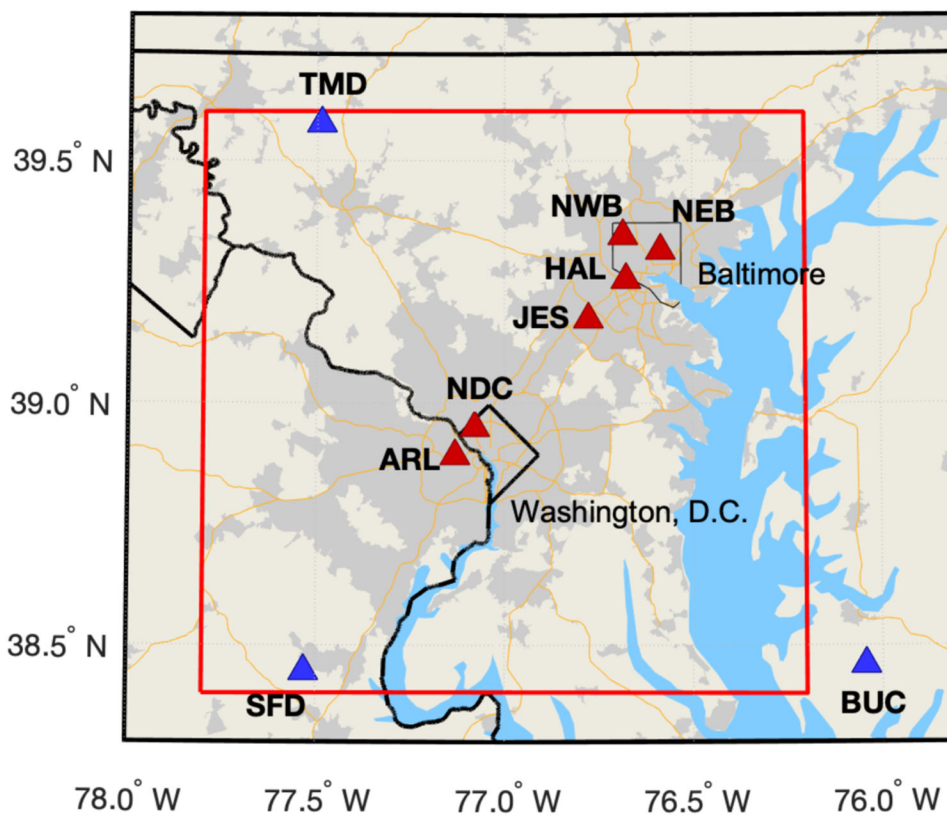 TMD
39.5° N
NWB
NEB
HAL
Baltimore
JES
NDC
39.0° N
ARL
Washington, D.C.
38.5° N
SFD
BUC
78.0° W
77.5° W
77.0° W
76.5° W
76.0° W